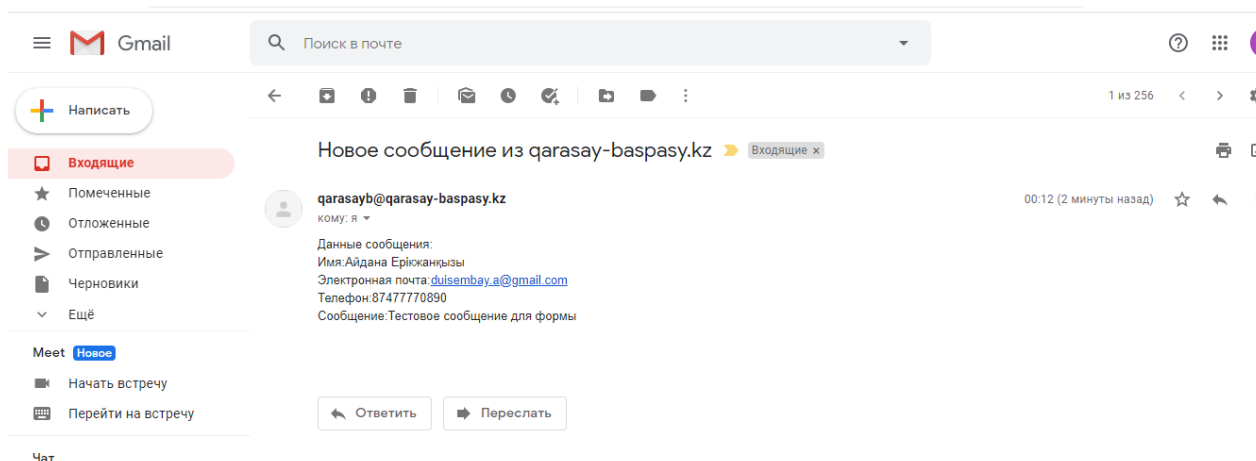 Gmail
Поиск в почте
Написать
1 из 256
Входящие
Помеченные
Отложенные
Отправленные
Черновики
Ещё
Meet Новое
Начать встречу
Перейти на встречу
Чат
Новое сообщение из qarasay-baspasy.kz Входящие x
qarasayb@qarasay-baspasy.kz
00:12 (2 минуты назад)
кому: я
Данные сообщения:
Имя:Айдана Ерікжанқызы
Электронная почта:duisembay.a@gmail.com
Телефон:87477770890
Сообщение:Тестовое сообщение для формы
Ответить
Переслать